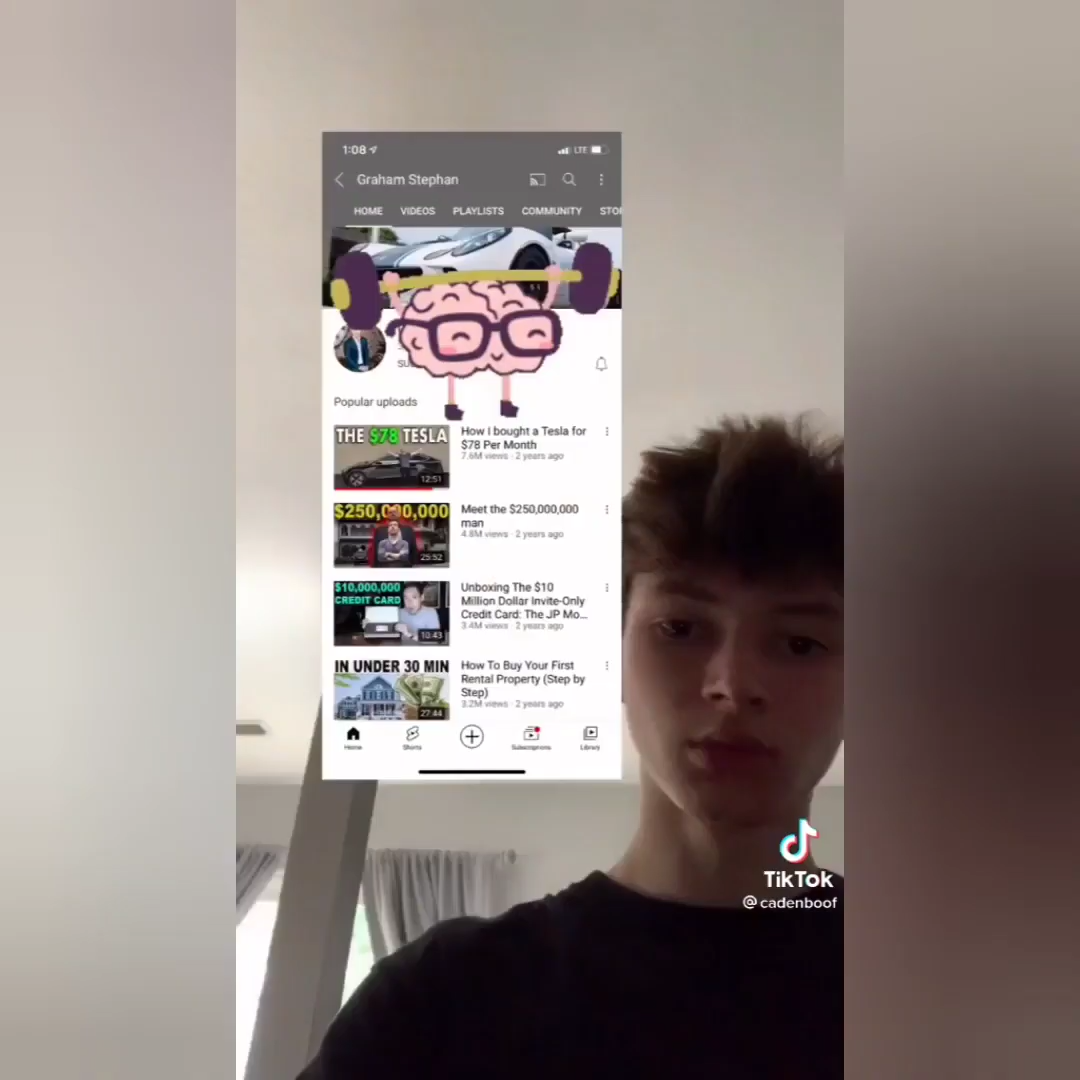 1:08
LTE
Graham Stephan
HOME VIDEOS PLAYLISTS COMMUNITY
Popular uploads
THE $78 TESLA
12:51
How I bought a Tesla for
$78 Per Month
7.6M views · 2 years ago
$250,000,000
25:52
Meet the $250,000,000
man
4.8M views · 2 years ago
$10,000,000
CREDIT CARD
10:43
Unboxing The $10
Million Dollar Invite-Only
Credit Card: The JP Mo...
3.4M views · 2 years ago
IN UNDER 30 MIN
27:44
How To Buy Your First
Rental Property (Step by
Step)
3.2M views · 2 years ago
Home Shorts Subscriptions Library
TikTok
@cadenboof